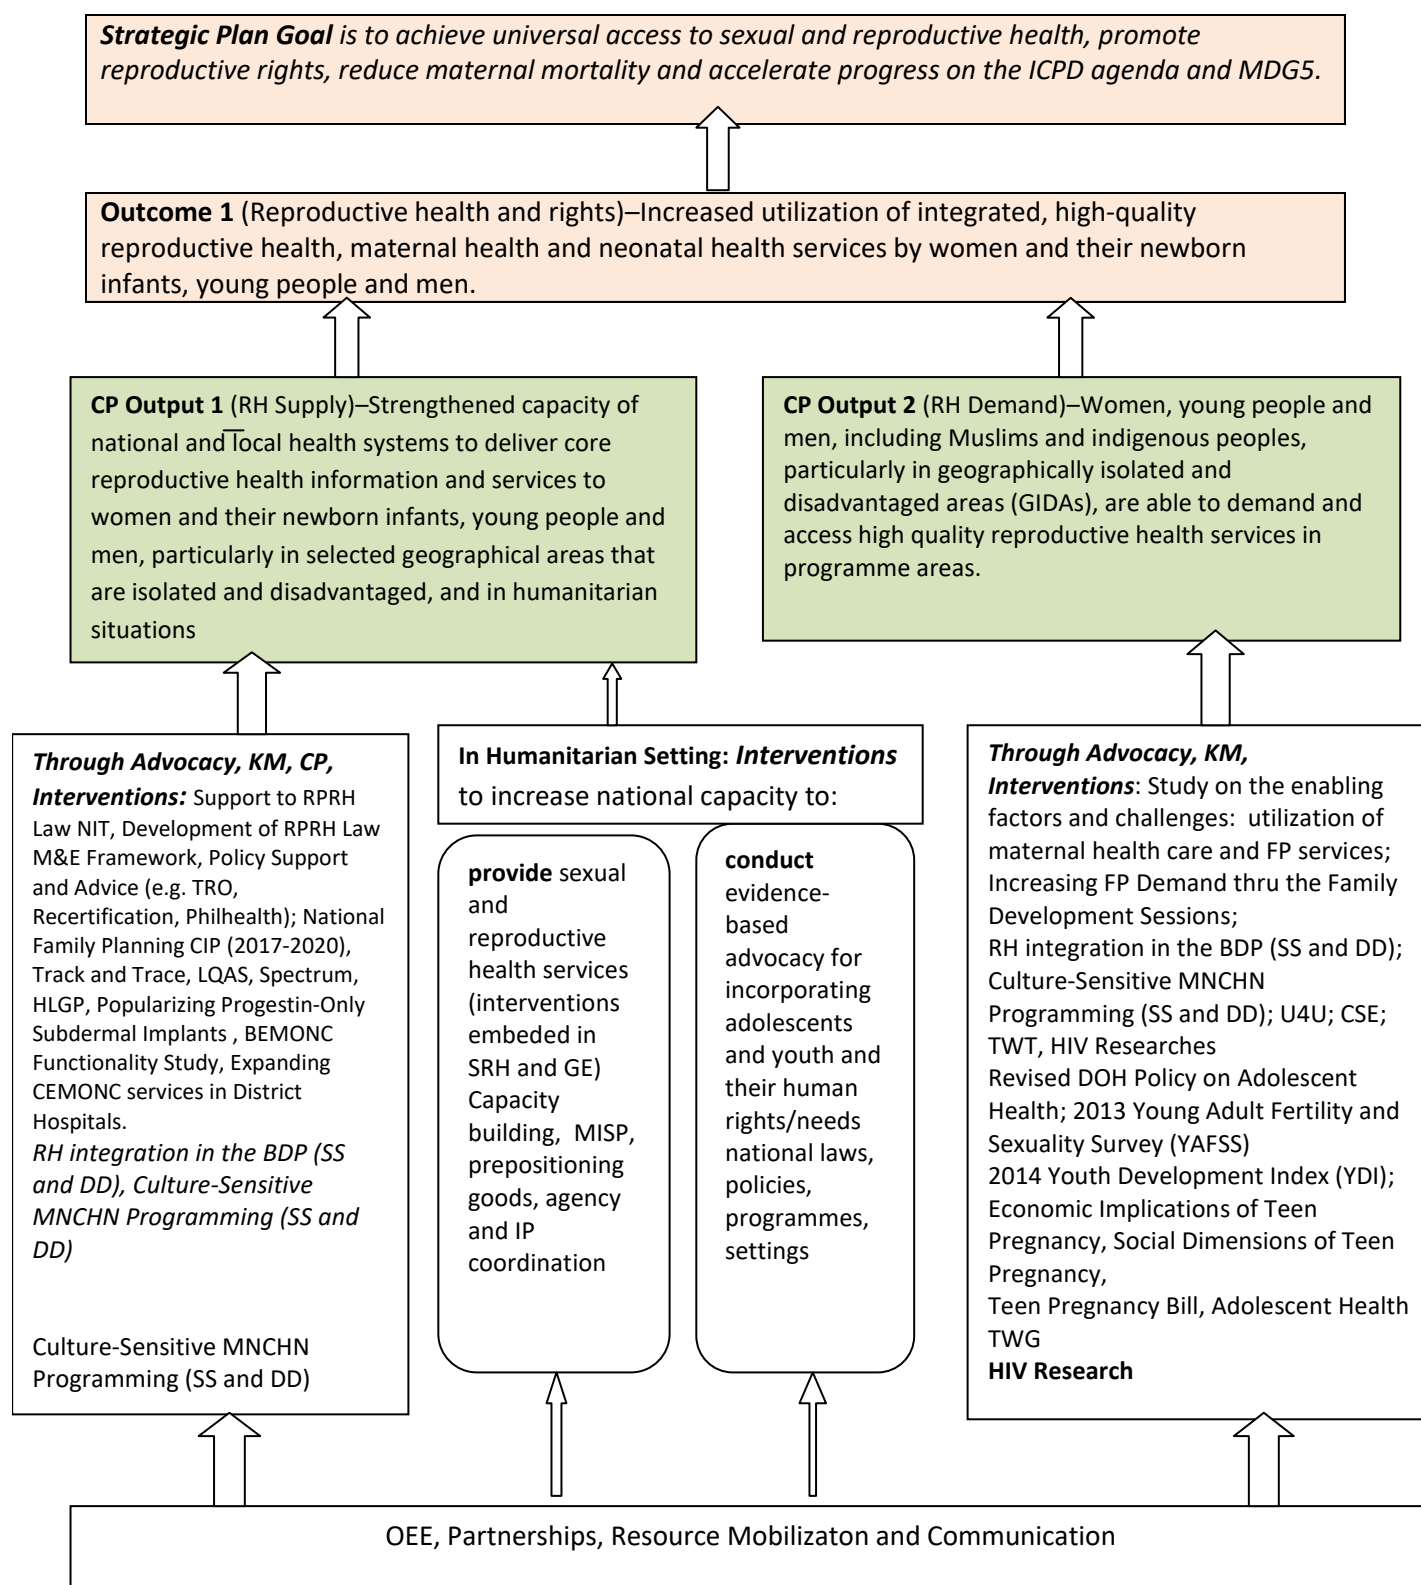 Strategic Plan Goal is to achieve universal access to sexual and reproductive health, promote
reproductive rights, reduce maternal mortality and accelerate progress on the ICPD agenda and MDG5.
Outcome 1 (Reproductive health and rights)–Increased utilization of integrated, high-quality
reproductive health, maternal health and neonatal health services by women and their newborn
infants, young people and men.
CP Output 1 (RH Supply)–Strengthened capacity of
national and local health systems to deliver core
reproductive health information and services to
women and their newborn infants, young people and
men, particularly in selected geographical areas that
are isolated and disadvantaged, and in humanitarian
situations
CP Output 2 (RH Demand)–Women, young people and
men, including Muslims and indigenous peoples,
particularly in geographically isolated and
disadvantaged areas (GIDAs), are able to demand and
access high quality reproductive health services in
programme areas.
Through Advocacy, KM, CP,
Interventions: Support to RPRH
Law NIT, Development of RPRH Law
M&E Framework, Policy Support
and Advice (e.g. TRO,
Recertification, Philhealth); National
Family Planning CIP (2017-2020),
Track and Trace, LQAS, Spectrum,
HLGP, Popularizing Progestin-Only
Subdermal Implants , BEMONC
Functionality Study, Expanding
CEMONC services in District
Hospitals.
RH integration in the BDP (SS
and DD), Culture-Sensitive
MNCHN Programming (SS and
DD)
Culture-Sensitive MNCHN
Programming (SS and DD)
In Humanitarian Setting: Interventions
to increase national capacity to:
provide sexual
and
reproductive
health services
(interventions
embeded in
SRH and GE)
Capacity
building, MISP,
prepositioning
goods, agency
and IP
coordination
conduct
evidence-
based
advocacy for
incorporating
adolescents
and youth and
their human
rights/needs
national laws,
policies,
programmes,
settings
Through Advocacy, KM,
Interventions: Study on the enabling
factors and challenges: utilization of
maternal health care and FP services;
Increasing FP Demand thru the Family
Development Sessions;
RH integration in the BDP (SS and DD);
Culture-Sensitive MNCHN
Programming (SS and DD); U4U; CSE;
TWT, HIV Researches
Revised DOH Policy on Adolescent
Health; 2013 Young Adult Fertility and
Sexuality Survey (YAFSS)
2014 Youth Development Index (YDI);
Economic Implications of Teen
Pregnancy, Social Dimensions of Teen
Pregnancy,
Teen Pregnancy Bill, Adolescent Health
TWG
HIV Research
OEE, Partnerships, Resource Mobilizaton and Communication